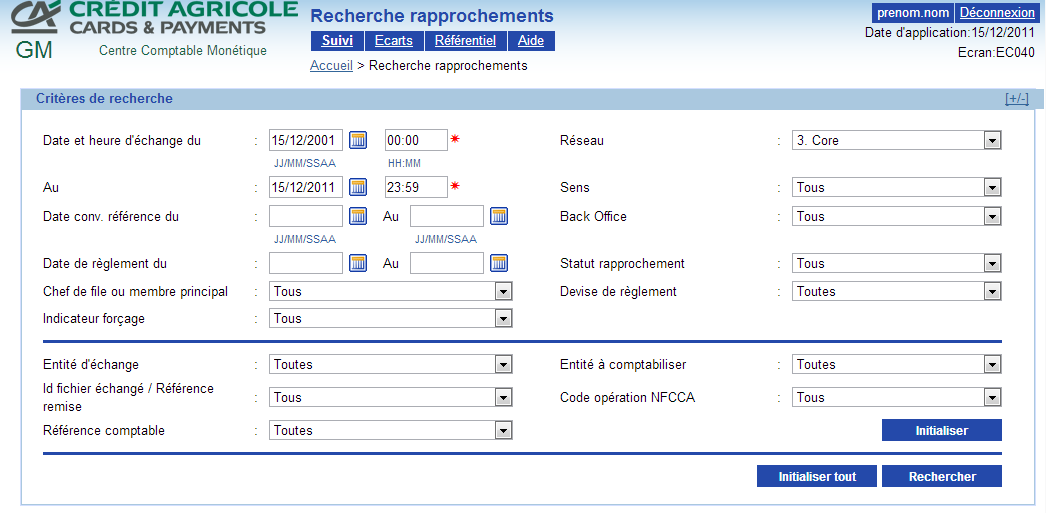 CRÉDIT AGRICOLE
CARDS & PAYMENTS
GM Centre Comptable Monétique
Recherche rapprochements
Suivi Ecarts Référentiel Aide
Accueil > Recherche rapprochements
prenom.nom Déconnexion
Date d'application:15/12/2011
Ecran:EC040
Critères de recherche [+/-]
Date et heure d'échange du : 15/12/2001 00:00 * Réseau : 3. Core
JJ/MM/SSAA HH:MM
Au : 15/12/2011 23:59 * Sens : Tous
Date conv. référence du : Au Back Office : Tous
JJ/MM/SSAA JJ/MM/SSAA
Date de règlement du : Au Statut rapprochement : Tous
Chef de file ou membre principal : Tous Devise de règlement : Toutes
Indicateur forçage : Tous
Entité d'échange : Toutes Entité à comptabiliser : Toutes
Id fichier échangé / Référence
remise : Tous Code opération NFCCA : Tous
Référence comptable : Toutes Initialiser
Initialiser tout Rechercher